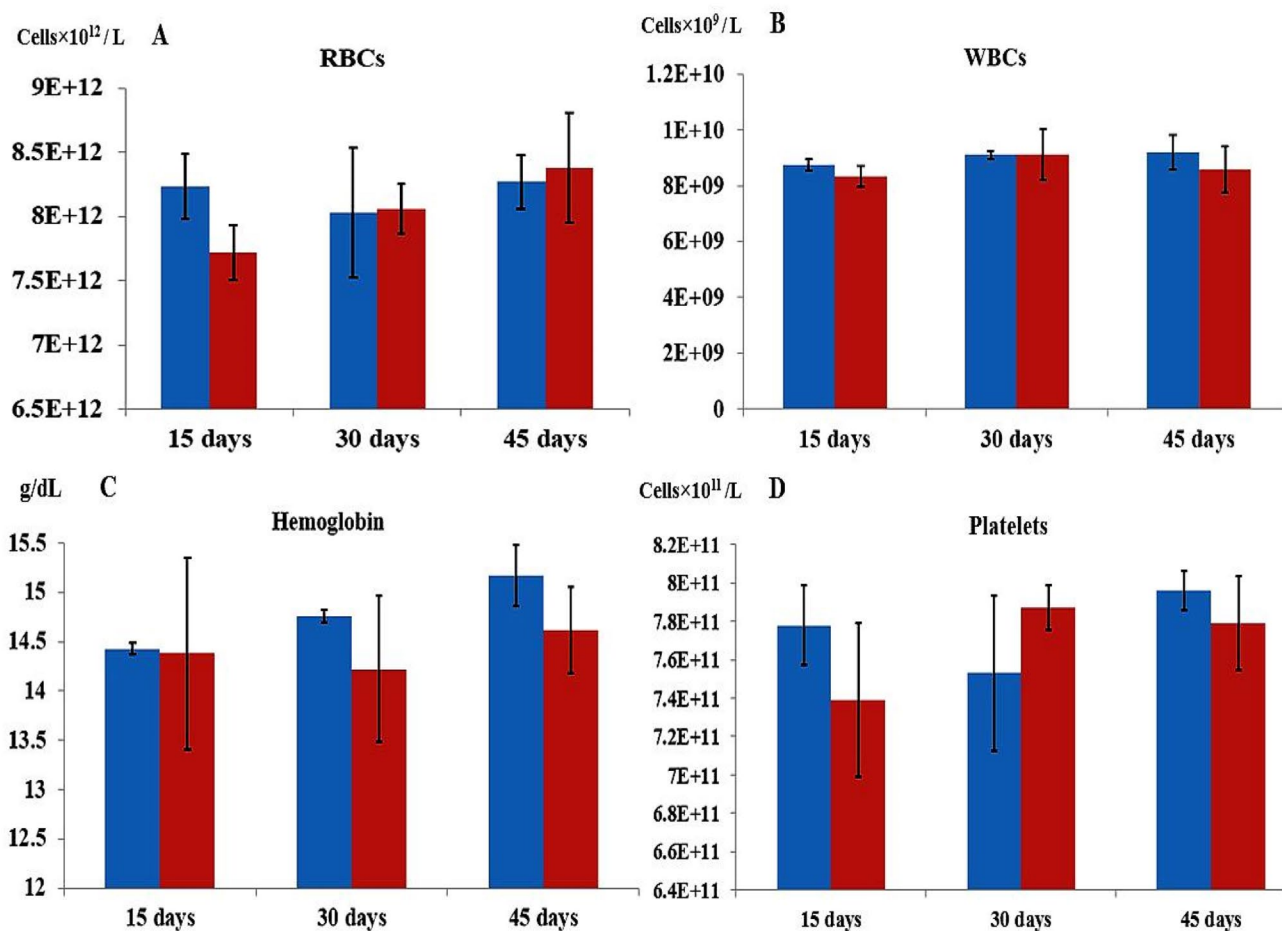 Cells×10¹² / L A
RBCs
9E+12
8.5E+12
8E+12
7.5E+12
7E+12
6.5E+12
15 days 30 days 45 days
Cells×10⁹ / L B
WBCs
1.2E+10
1E+10
8E+09
6E+09
4E+09
2E+09
0
15 days 30 days 45 days
g/dL C
Hemoglobin
15.5
15
14.5
14
13.5
13
12.5
12
15 days 30 days 45 days
Cells×10¹¹ /L D
Platelets
8.2E+11
8E+11
7.8E+11
7.6E+11
7.4E+11
7.2E+11
7E+11
6.8E+11
6.6E+11
6.4E+11
15 days 30 days 45 days